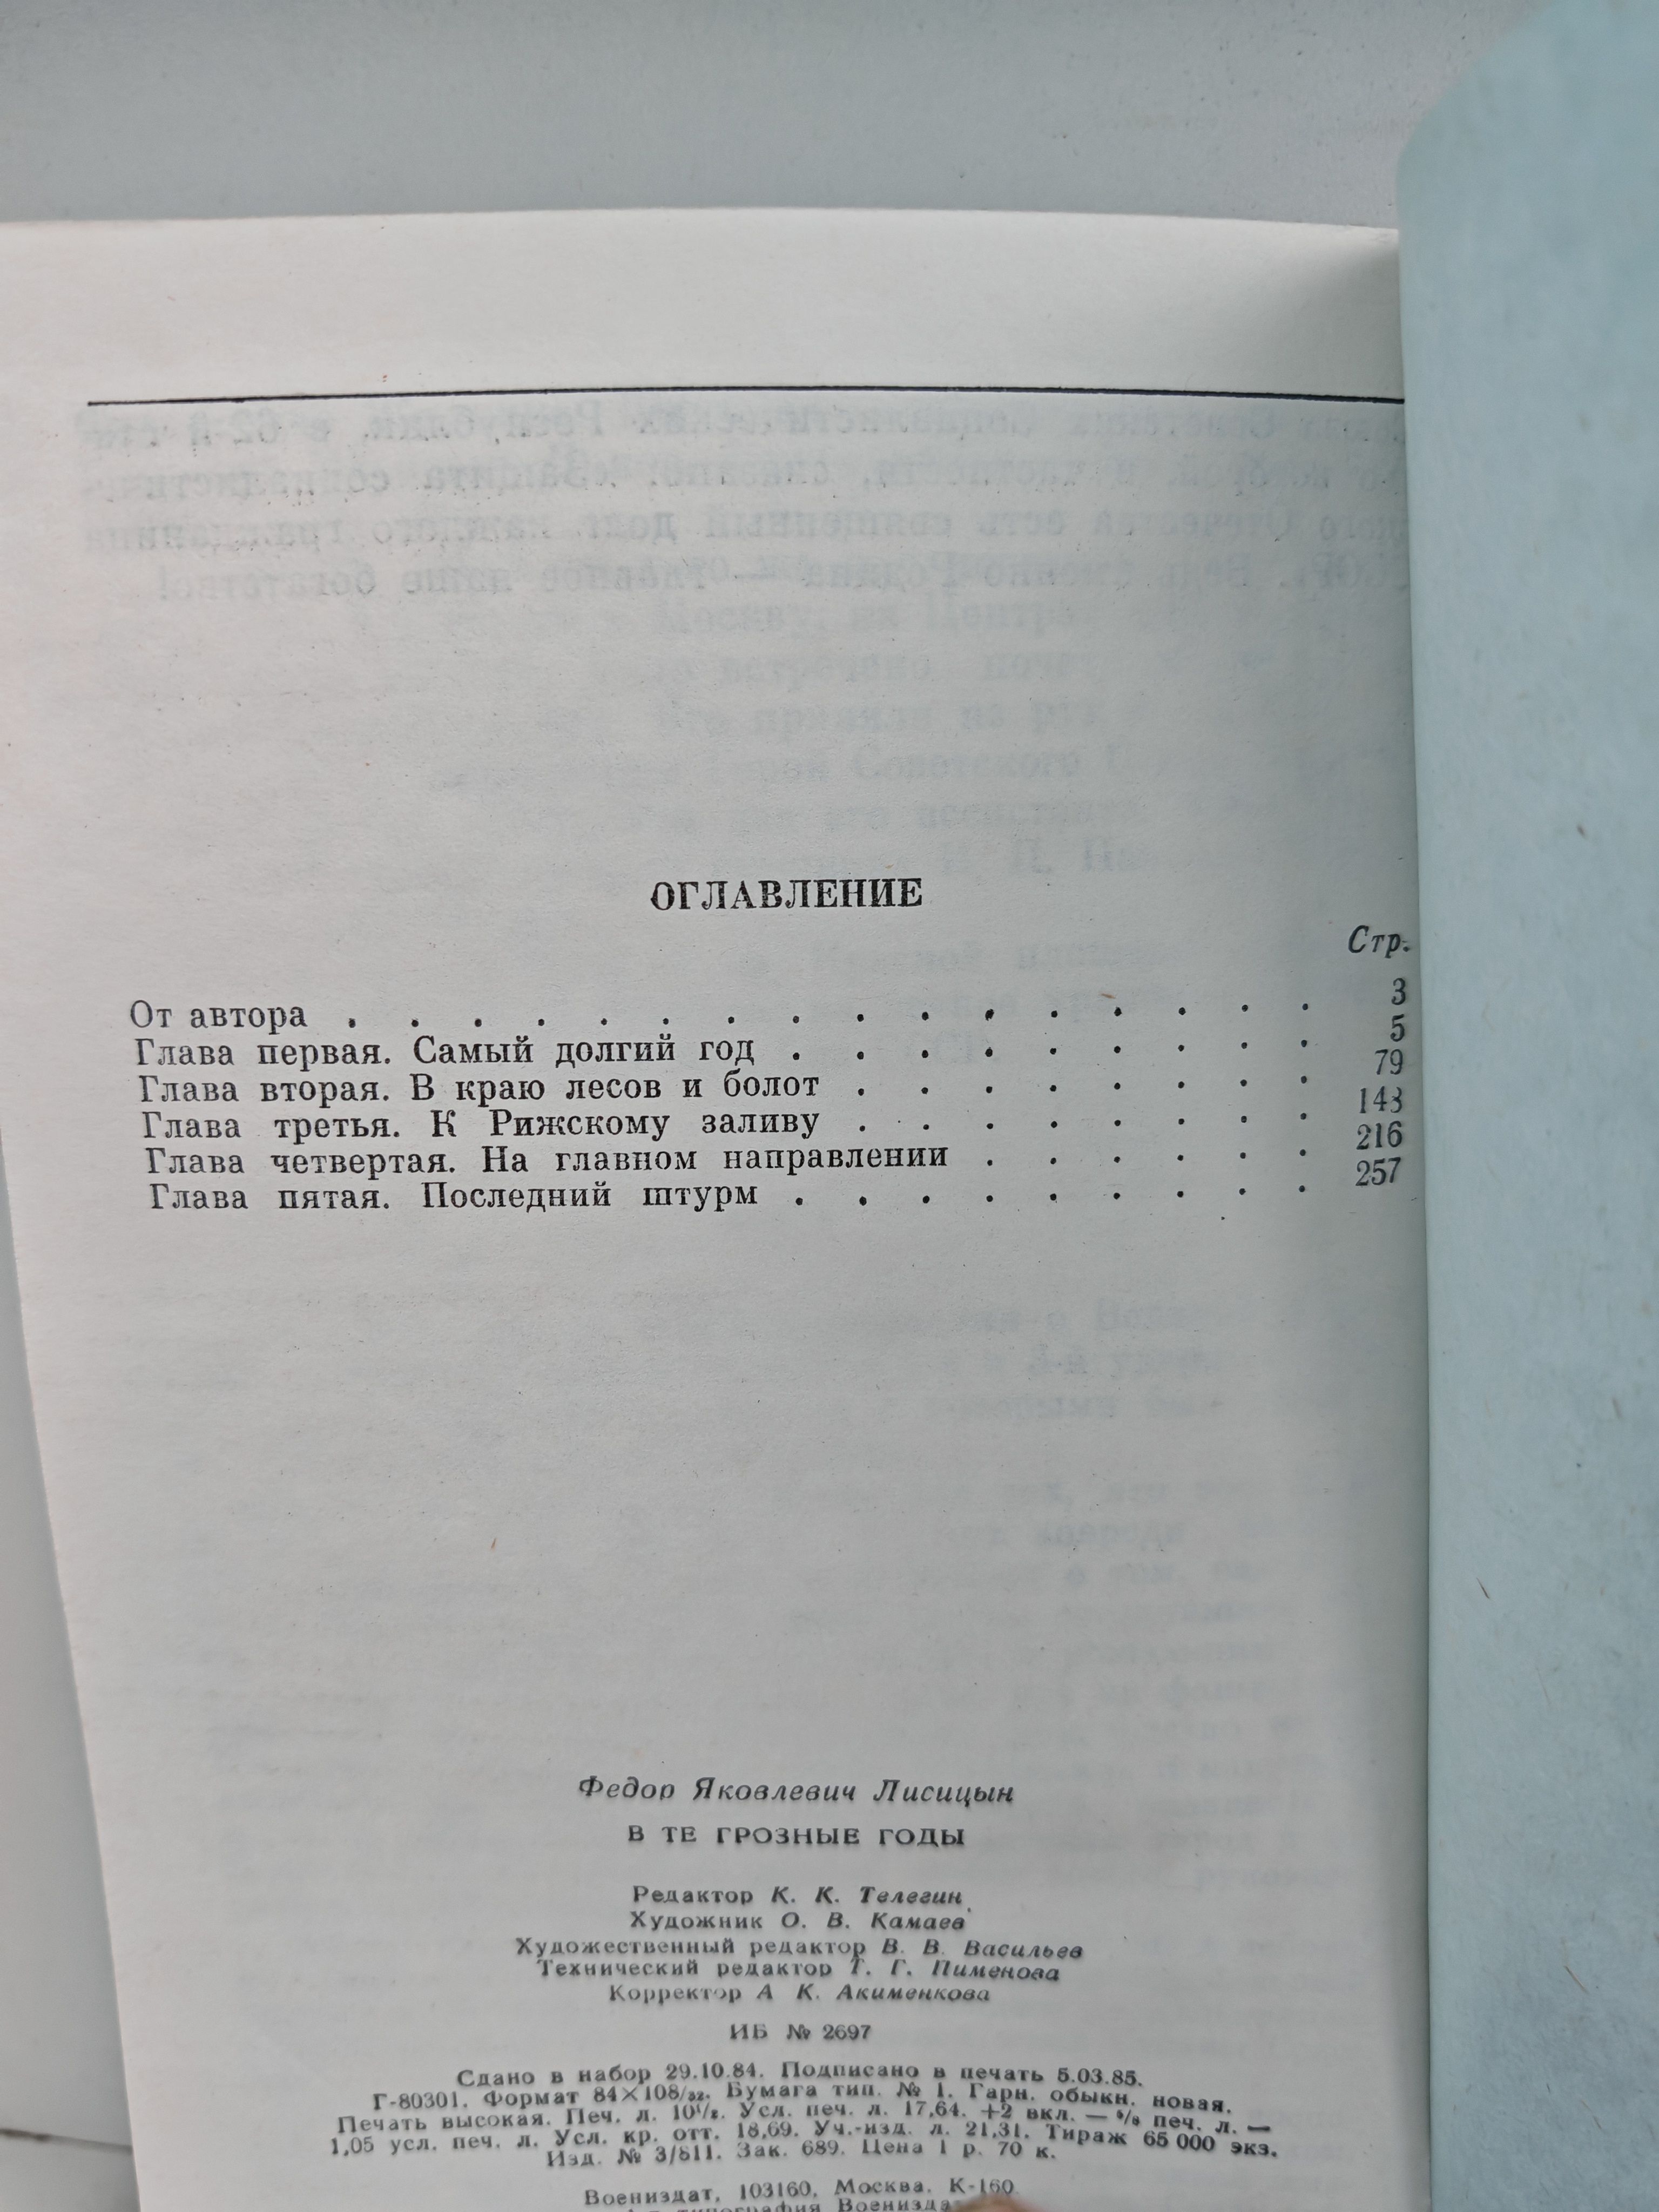 ОГЛАВЛЕНИЕ
Стр.
От автора . . . . . . . . . . . . . . . . 3
Глава первая. Самый долгий год . . . . . . . . . 5
Глава вторая. В краю лесов и болот . . . . . . . . 79
Глава третья. К Рижскому заливу . . . . . . . . 143
Глава четвертая. На главном направлении . . . . . . 216
Глава пятая. Последний штурм . . . . . . . . . 257
Федор Яковлевич Лисицын
В ТЕ ГРОЗНЫЕ ГОДЫ
Редактор К. К. Телегин
Художник О. В. Камаев
Художественный редактор В. В. Васильев
Технический редактор Т. Г. Пименова
Корректор А К. Акименкова
ИБ № 2697
Сдано в набор 29.10.84. Подписано в печать 5.03.85.
Г-80301. Формат 84×108/32. Бумага тип. № 1. Гарн. обыкн. новая.
Печать высокая. Печ. л. Усл. печ. л. 17,64. +2 вкл. — печ. л. —
1,05 усл. печ. л. Усл. кр. отт. 18,69. Уч.-изд. л. 21,31. Тираж 65 000 экз.
Изд. № 3/811. Зак. 689. Цена 1 р. 70 к.
Воениздат, 103160, Москва, К-160
типография Воениздат